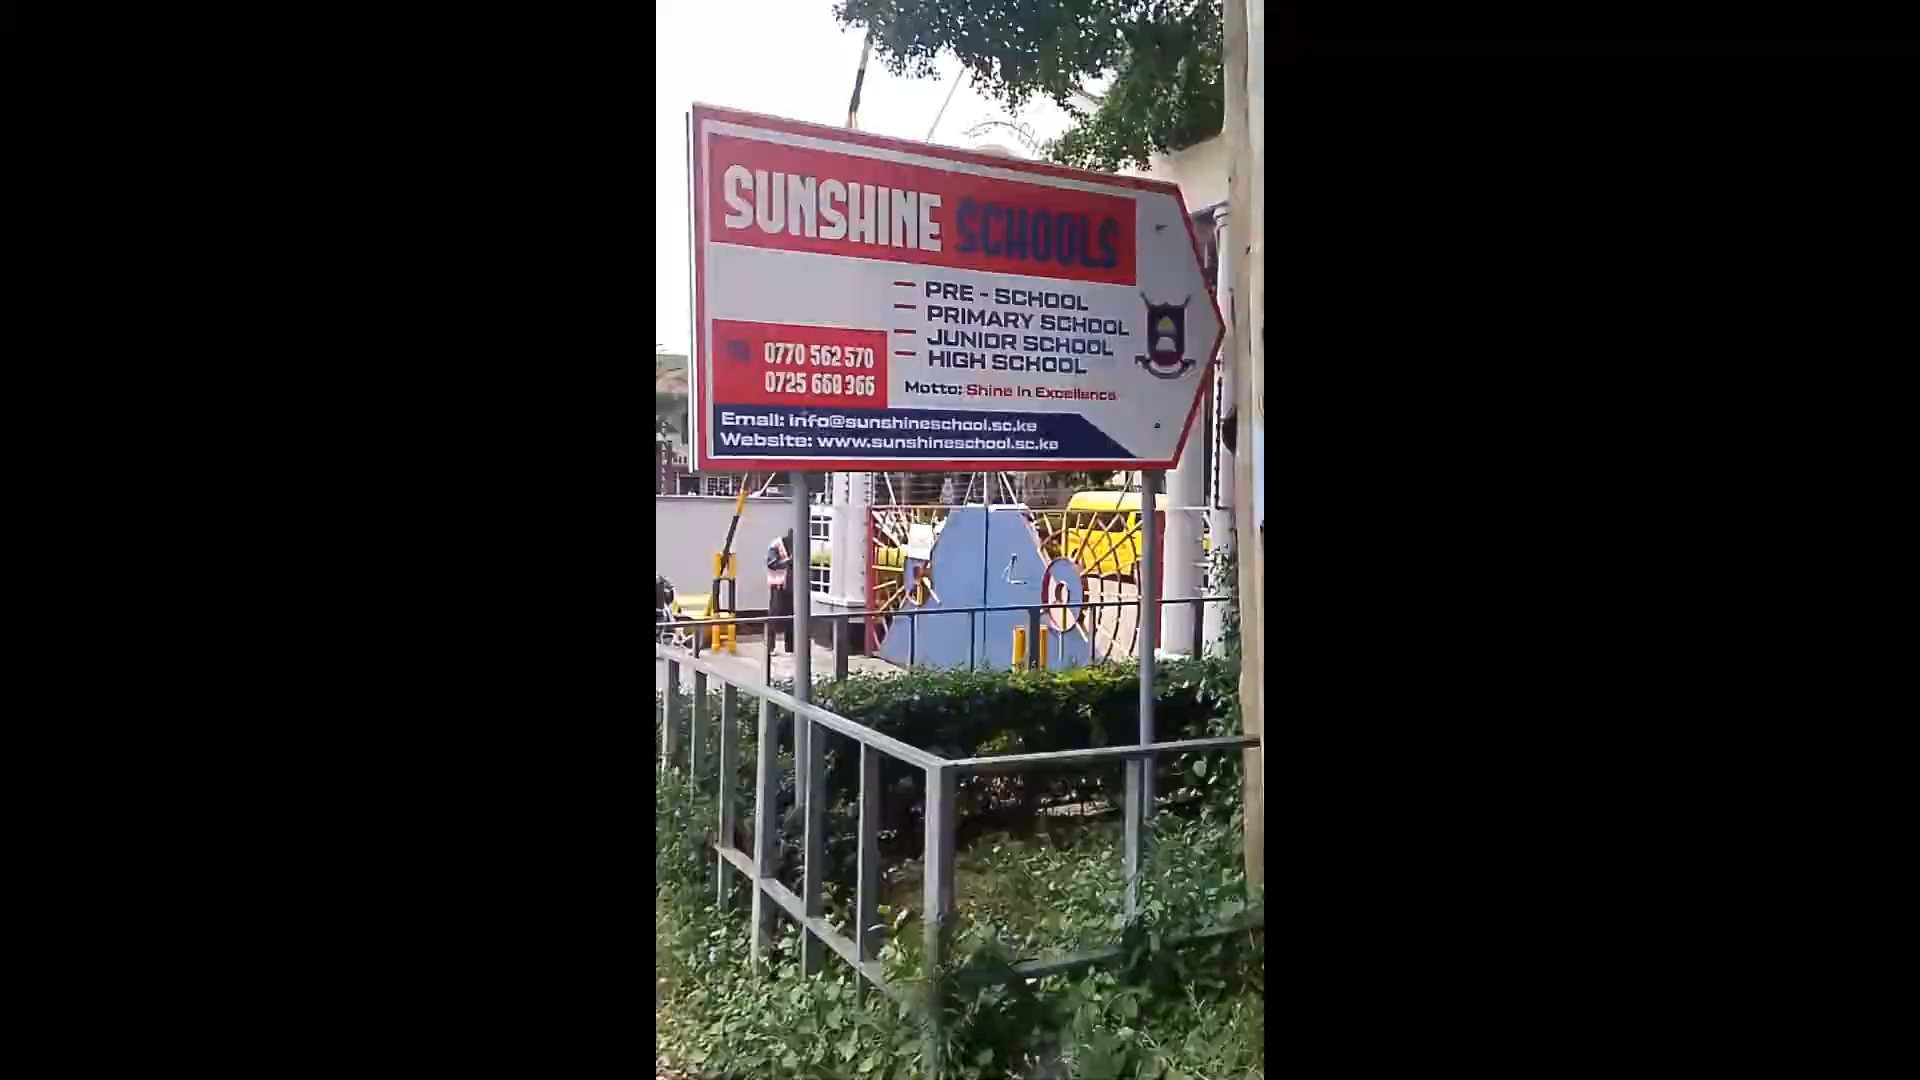 SUNSHINE SCHOOLS
PRE - SCHOOL
PRIMARY SCHOOL
JUNIOR SCHOOL
HIGH SCHOOL
0770 562 570
0725 660 366
Motto: Shine In Excellence
Email: info@sunshineschool.sc.ke
Website: www.sunshineschool.sc.ke